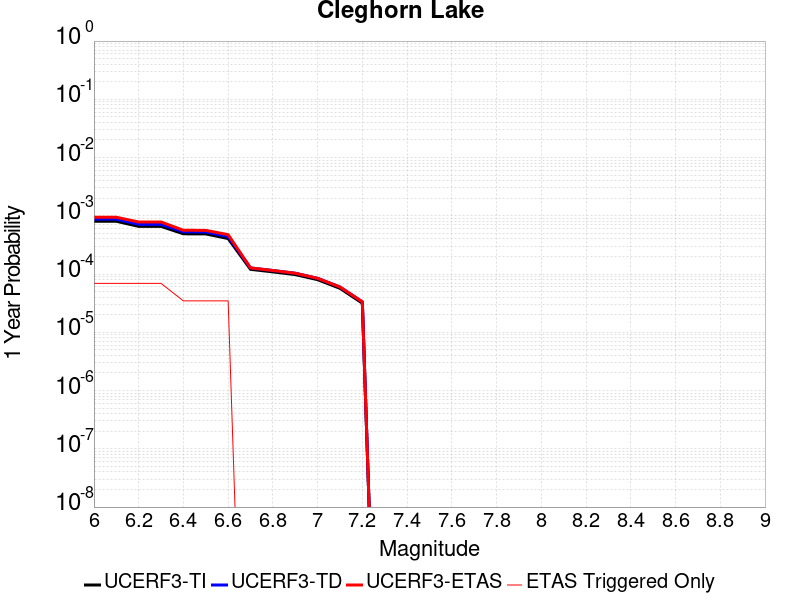 Cleghorn Lake
10^0
10^-1
10^-2
10^-3
10^-4
10^-5
10^-6
10^-7
10^-8
1 Year Probability
6 6.2 6.4 6.6 6.8 7 7.2 7.4 7.6 7.8 8 8.2 8.4 8.6 8.8 9
Magnitude
UCERF3-TI UCERF3-TD UCERF3-ETAS ETAS Triggered Only